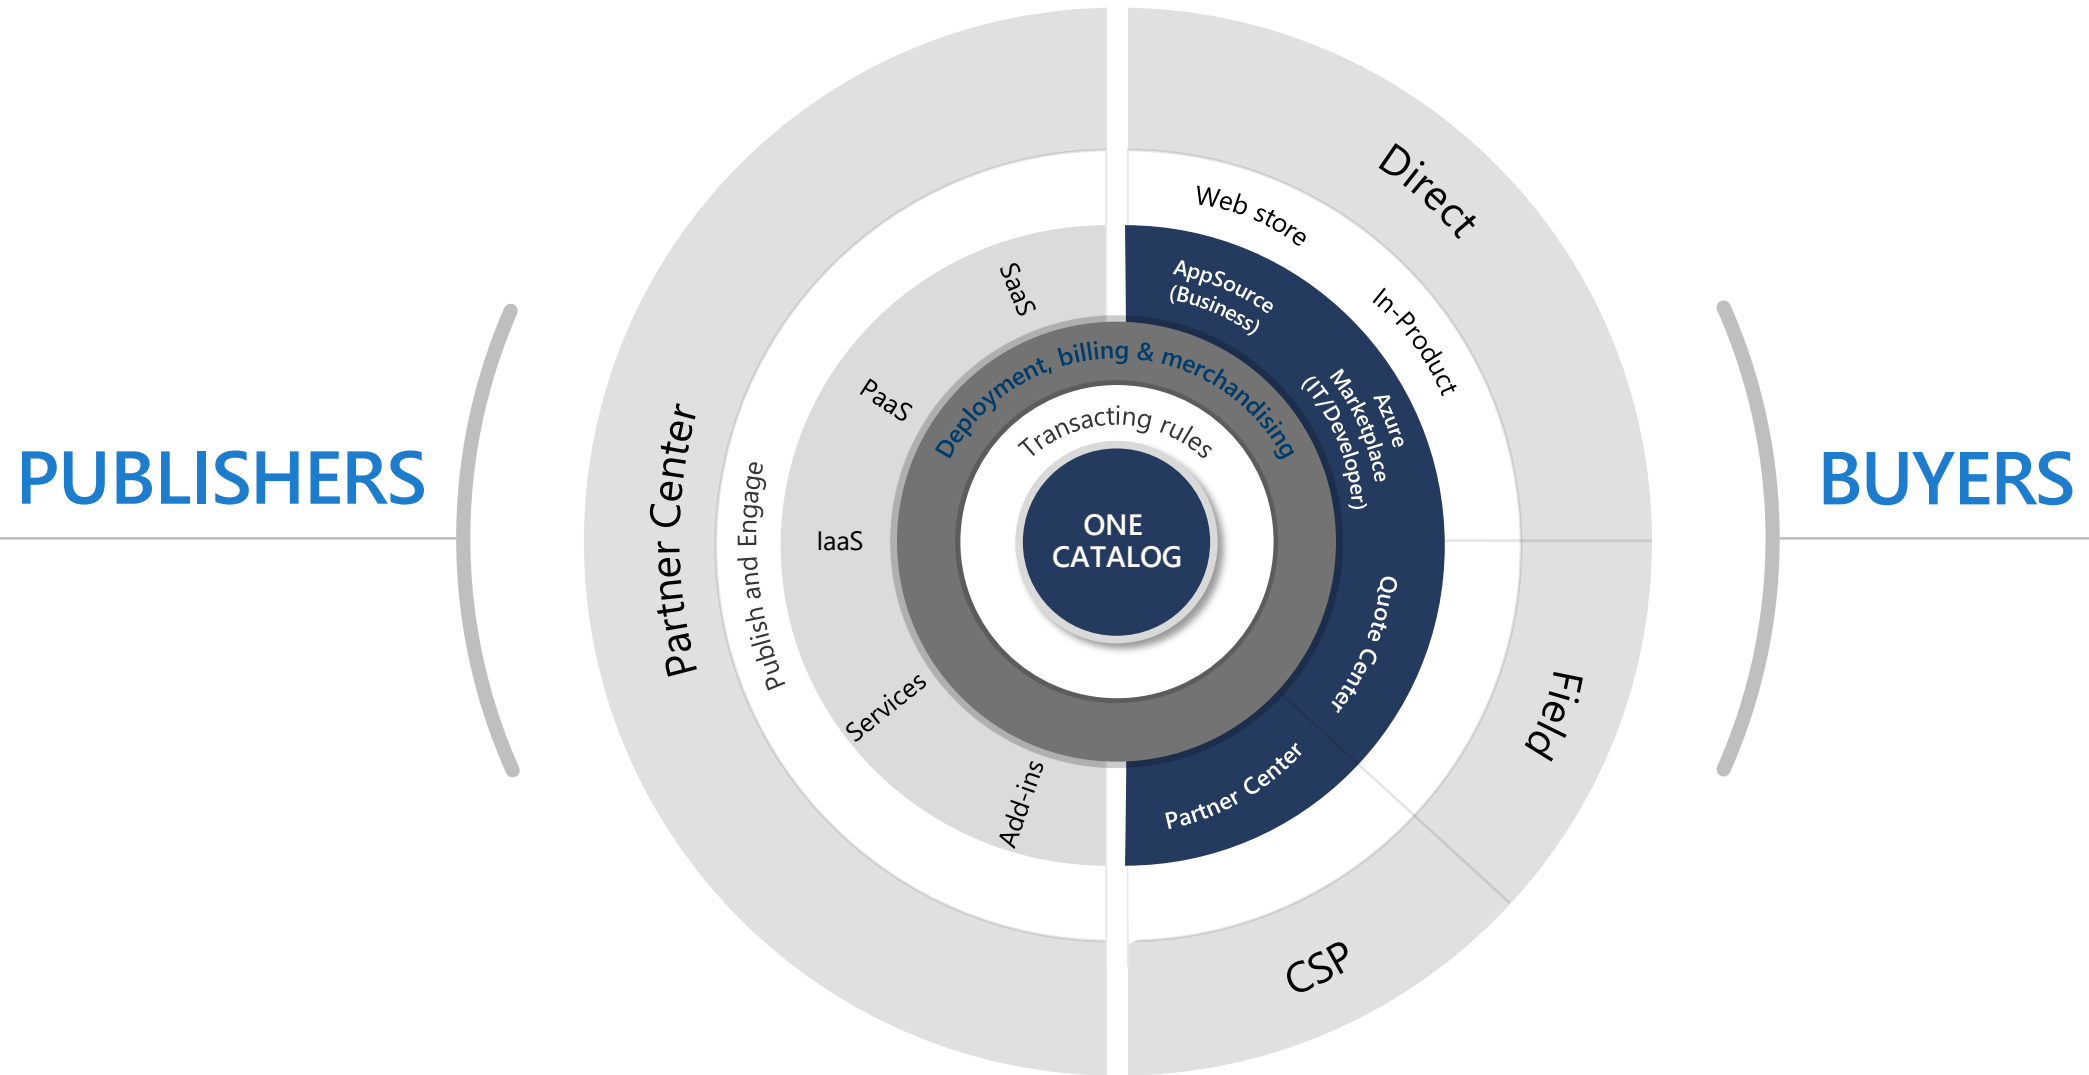 PUBLISHERS
Partner Center
Publish and Engage
SaaS
PaaS
IaaS
Services
Add-ins
Deployment, billing & merchandising
Transacting rules
ONE
CATALOG
AppSource
(Business)
Azure
Marketplace
(IT/Developer)
Quote Center
Partner Center
Web store
In-Product
Direct
Field
CSP
BUYERS